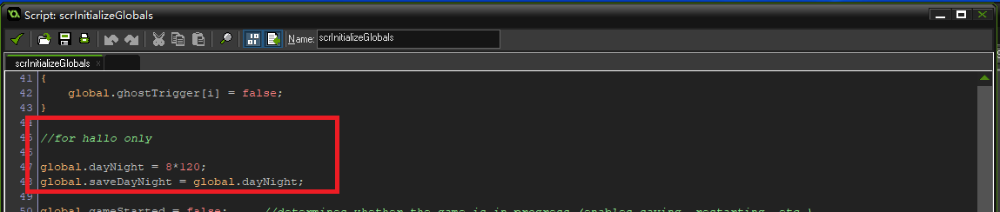 Script: scrInitializeGlobals
Name: scrInitializeGlobals
scrInitializeGlobals ×
41 {
42 global.ghostTrigger[i] = false;
43 }
44
45 //for hallo only
46
47 global.dayNight = 8*120;
48 global.saveDayNight = global.dayNight;
49
50 global.gameStarted = false; //determines whether the game is in progress (enables saving, restarting, etc.)